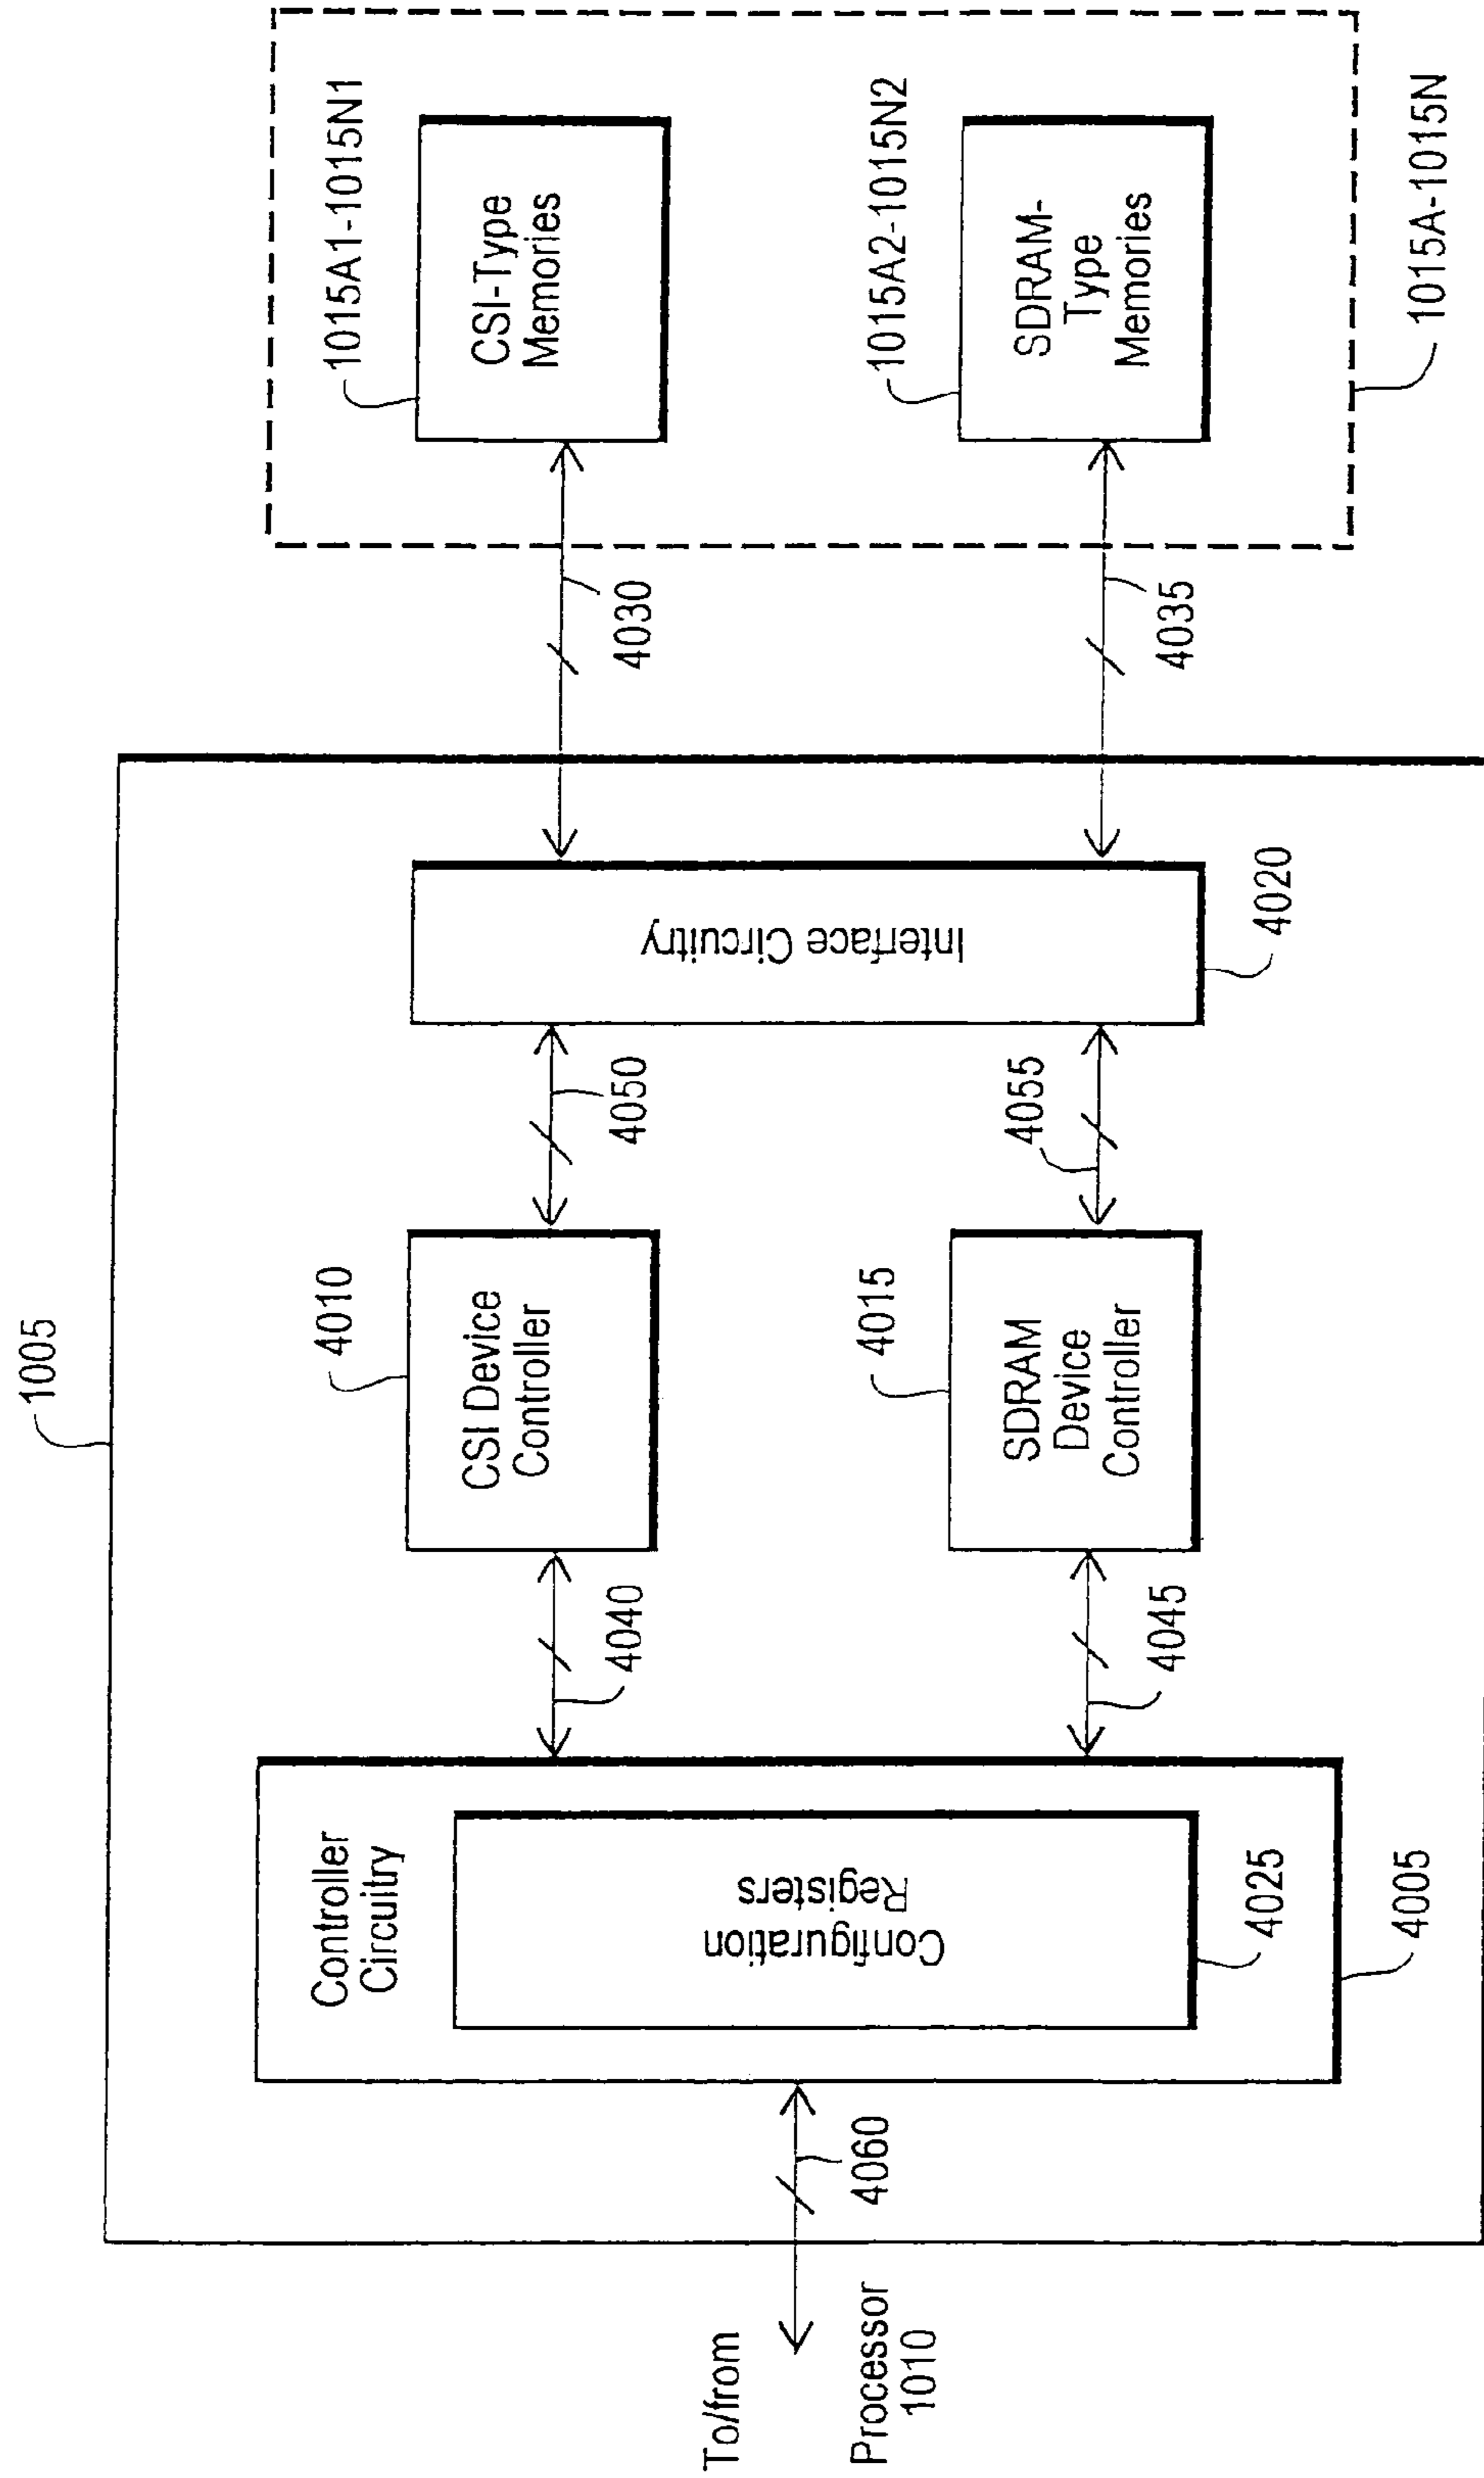 1005
To/from
Processor
1010
4060
Controller
Circuitry
Configuration
Registers
4025
4005
4040
4045
4010
CSI Device
Controller
4015
SDRAM
Device
Controller
4050
4055
Interface Circuitry
4020
4030
4035
1015A1-1015N1
CSI-Type
Memories
1015A2-1015N2
SDRAM-
Type
Memories
1015A-1015N